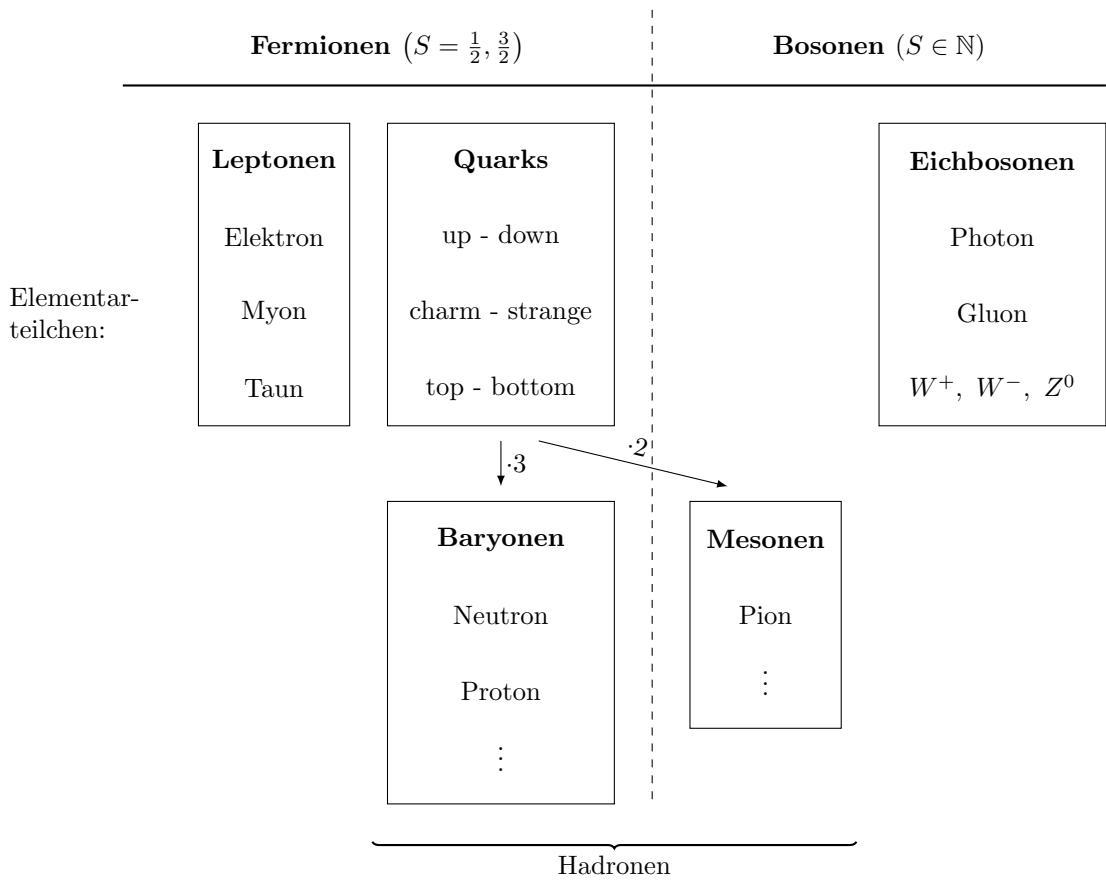 Fermionen (S = 1/2, 3/2)
Bosonen (S ∈ ℕ)
Leptonen
Elektron
Myon
Taun
Quarks
up - down
charm - strange
top - bottom
Eichbosonen
Photon
Gluon
W⁺, W⁻, Z⁰
Elementar-
teilchen:
·3
·2
Baryonen
Neutron
Proton
⋮
Mesonen
Pion
⋮
Hadronen